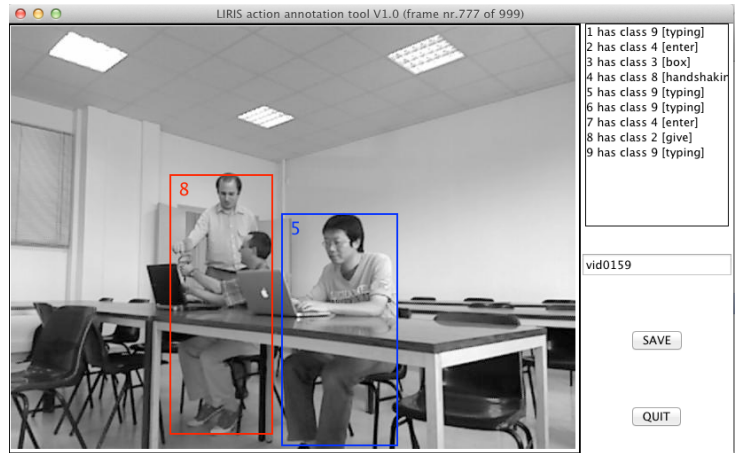 LIRIS action annotation tool V1.0 (frame nr.777 of 999)
1 has class 9 [typing]
2 has class 4 [enter]
3 has class 3 [box]
4 has class 8 [handshakin
5 has class 9 [typing]
6 has class 9 [typing]
7 has class 4 [enter]
8 has class 2 [give]
9 has class 9 [typing]
8
5
vid0159
SAVE
QUIT